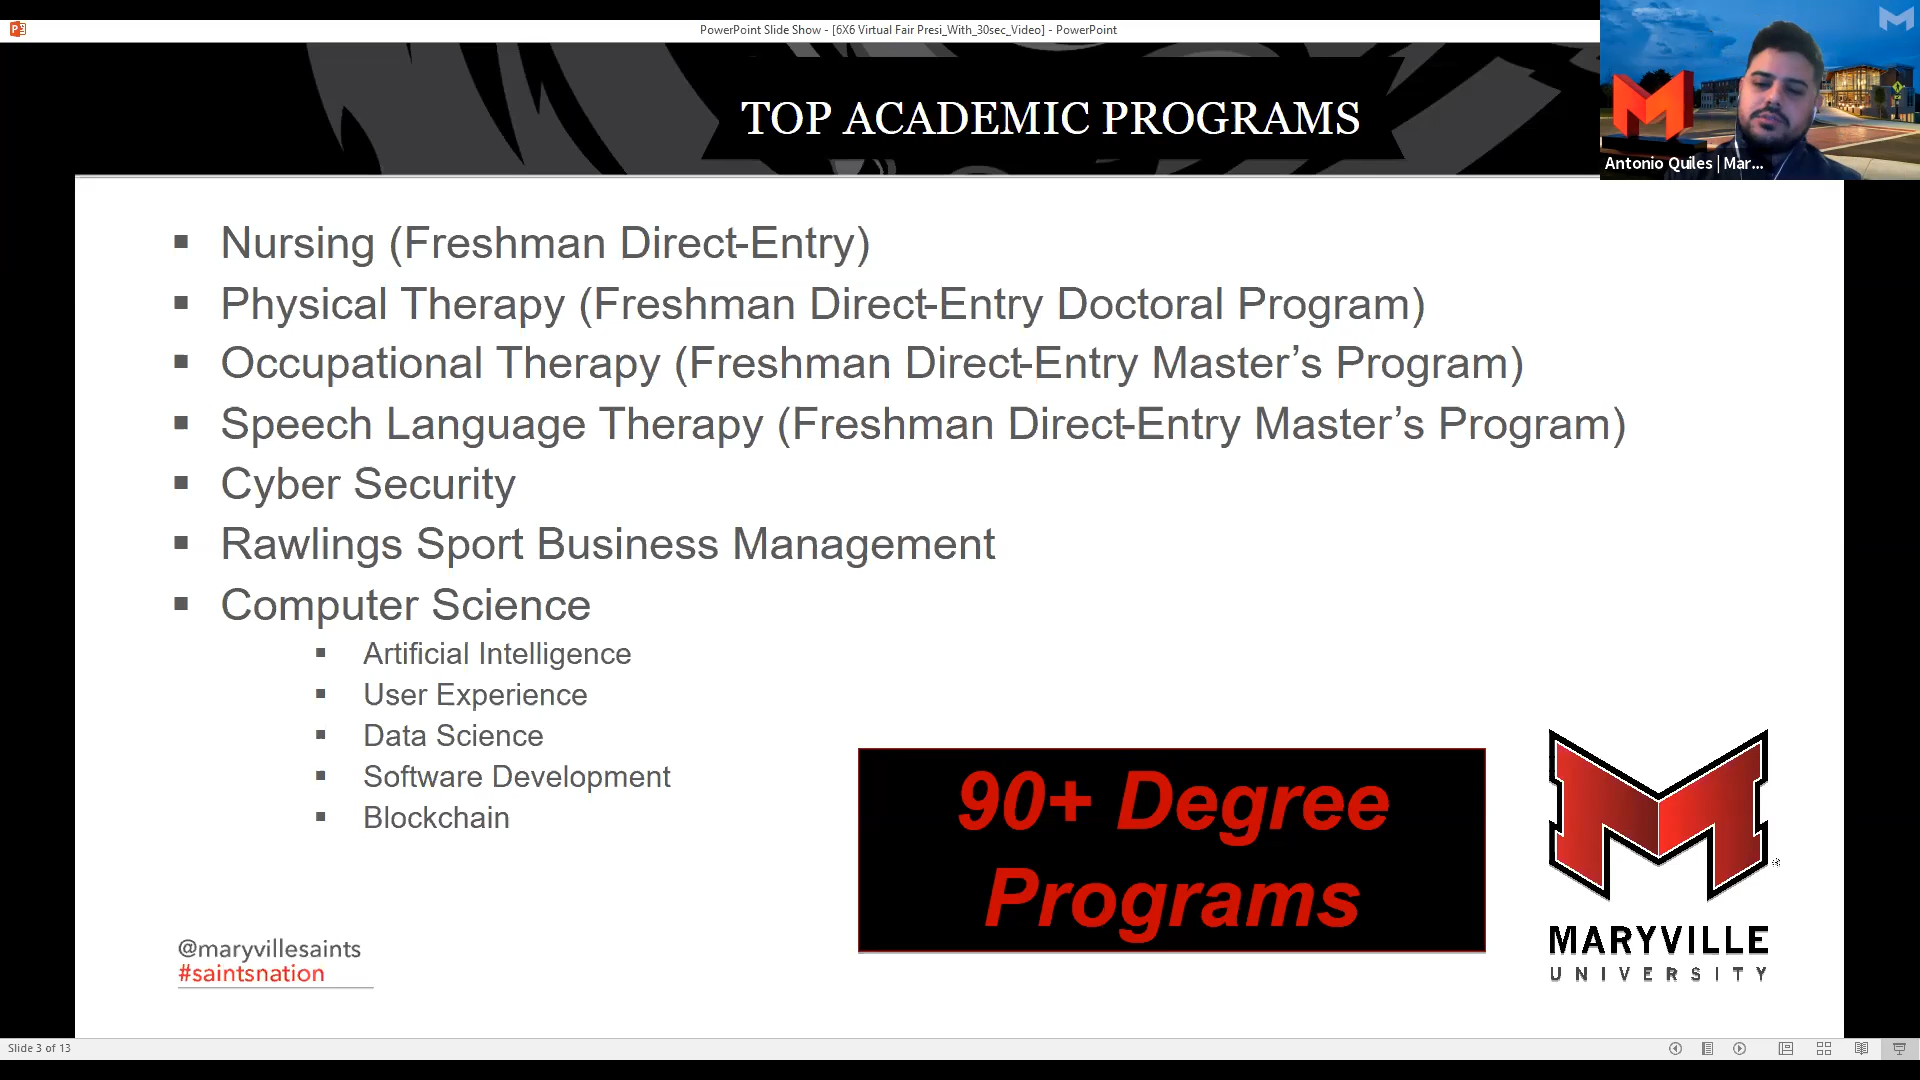 PowerPoint Slide Show - [6X6 Virtual Fair Presi_With_30sec_Video] - PowerPoint
TOP ACADEMIC PROGRAMS
Antonio Quiles | Mar...
▪ Nursing (Freshman Direct-Entry)
▪ Physical Therapy (Freshman Direct-Entry Doctoral Program)
▪ Occupational Therapy (Freshman Direct-Entry Master’s Program)
▪ Speech Language Therapy (Freshman Direct-Entry Master’s Program)
▪ Cyber Security
▪ Rawlings Sport Business Management
▪ Computer Science
▪ Artificial Intelligence
▪ User Experience
▪ Data Science
▪ Software Development
▪ Blockchain
90+ Degree
Programs
MARYVILLE
UNIVERSITY
@maryvillesaints
#saintsnation
Slide 3 of 13